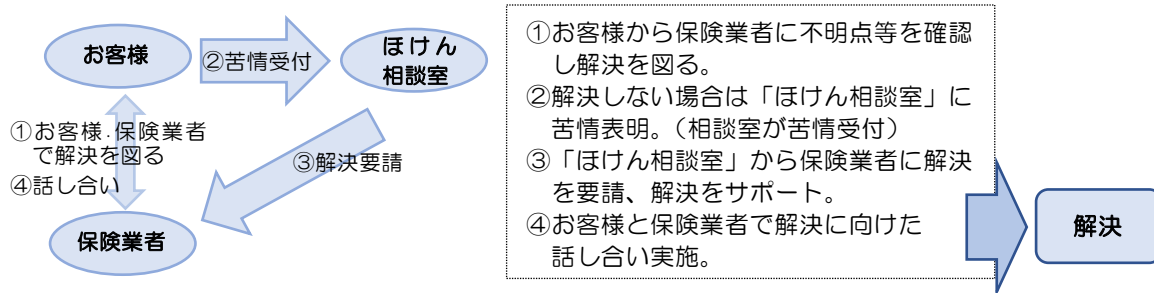 お客様
②苦情受付
ほけん
相談室
①お客様.保険業者
で解決を図る
④話し合い
③解決要請
保険業者
①お客様から保険業者に不明点等を確認
し解決を図る。
②解決しない場合は「ほけん相談室」に
苦情表明。(相談室が苦情受付)
③「ほけん相談室」から保険業者に解決
を要請、解決をサポート。
④お客様と保険業者で解決に向けた
話し合い実施。
解決